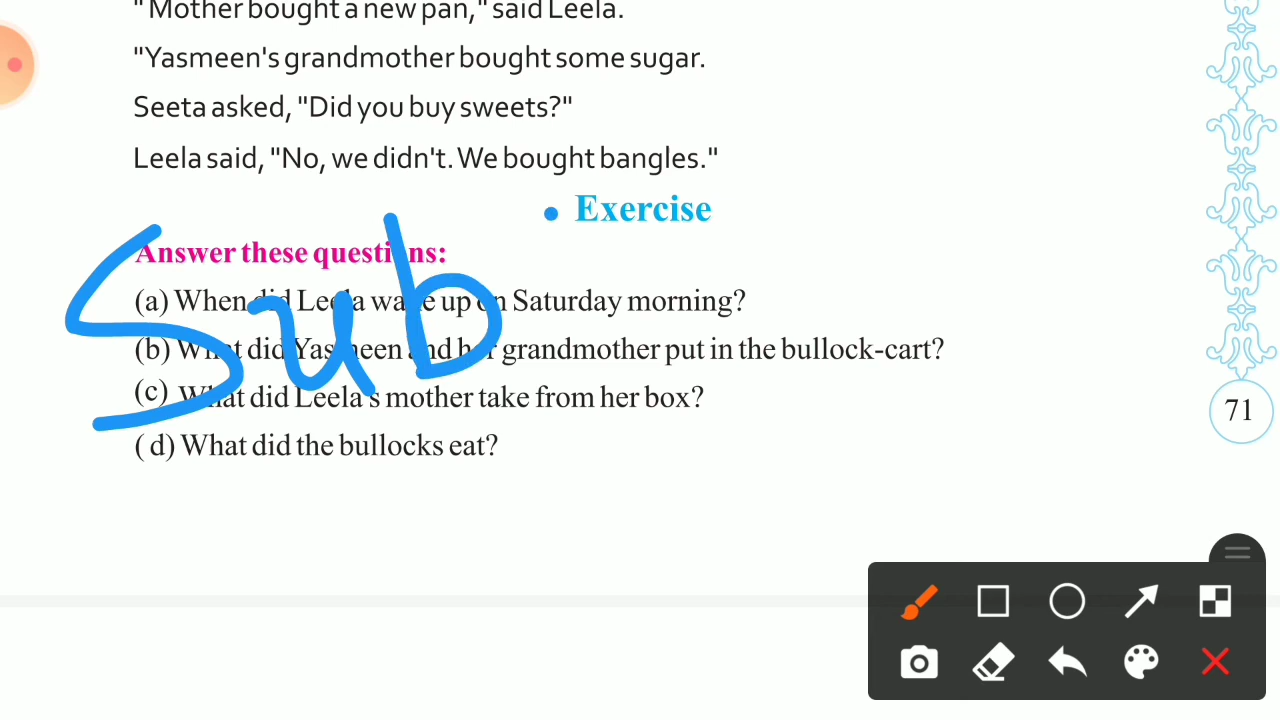 "Mother bought a new pan," said Leela.
"Yasmeen's grandmother bought some sugar.
Seeta asked, "Did you buy sweets?"
Leela said, "No, we didn't. We bought bangles."
• Exercise
Answer these questions:
(a) When did Leela wake up on Saturday morning?
(b) What did Yasmeen and her grandmother put in the bullock-cart?
(c) What did Leela's mother take from her box?
( d) What did the bullocks eat?
Sub
71